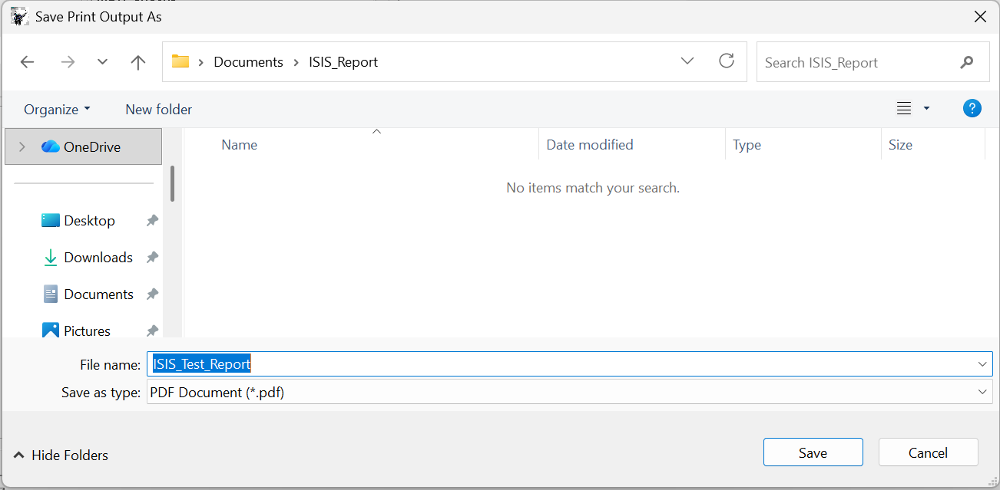 Save Print Output As
Documents > ISIS_Report
Search ISIS_Report
Organize
New folder
?
OneDrive
Name
Date modified
Type
Size
No items match your search.
Desktop
Downloads
Documents
Pictures
File name: ISIS_Test_Report
Save as type: PDF Document (*.pdf)
Hide Folders
Save
Cancel